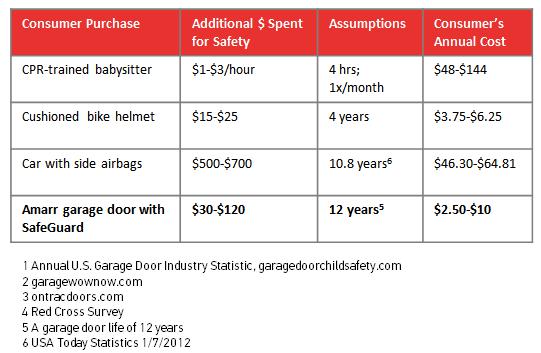 Consumer Purchase Additional $ Spent Assumptions Consumer's
for Safety Annual Cost
CPR-trained babysitter $1-$3/hour 4 hrs; $48-$144
1x/month
Cushioned bike helmet $15-$25 4 years $3.75-$6.25
Car with side airbags $500-$700 10.8 years⁶ $46.30-$64.81
Amarr garage door with $30-$120 12 years⁵ $2.50-$10
SafeGuard
1 Annual U.S. Garage Door Industry Statistic, garagedoorchildsafety.com
2 garagewownow.com
3 ontracdoors.com
4 Red Cross Survey
5 A garage door life of 12 years
6 USA Today Statistics 1/7/2012